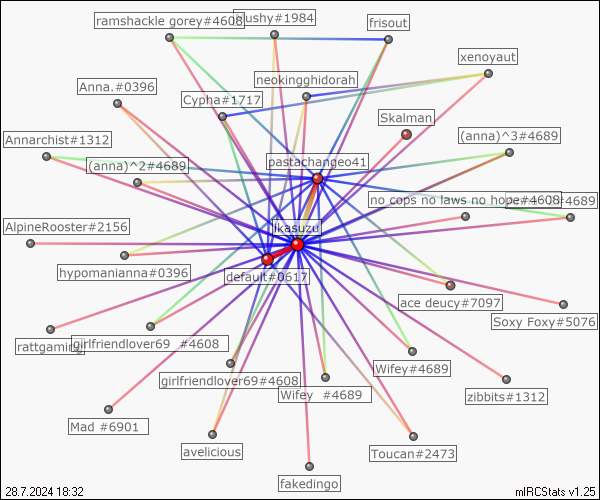 ramshackle gorey#4608
plushy#1984
frisout
xenoyaut
neokingghidorah
Anna.#0396
Cypha#1717
Skalman
Annarchist#1312
(anna)^3#4689
pastachangeo41
(anna)^2#4689
no cops no laws no hope
#4608
#4689
AlpineRooster#2156
ikasuzu
hypomanianna#0396
default#0617
ace deucy#7097
Soxy Foxy#5076
rattgaming
girlfriendlover69 #4608
Wifey#4689
girlfriendlover69#4608
Wifey #4689
zibbits#1312
Mad #6901
avelicious
Toucan#2473
fakedingo
28.7.2024 18:32
mIRCStats v1.25